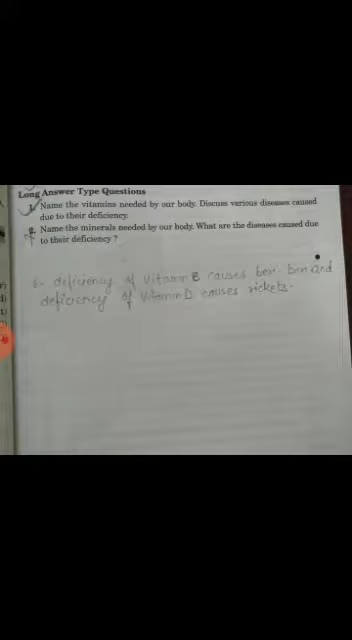 Long Answer Type Questions
1. Name the vitamins needed by our body. Discuss various diseases caused
due to their deficiency.
2. Name the minerals needed by our body. What are the diseases caused due
to their deficiency ?
6. deficiency of vitamin B causes beri-beri and
deficiency of vitamin D causes rickets.